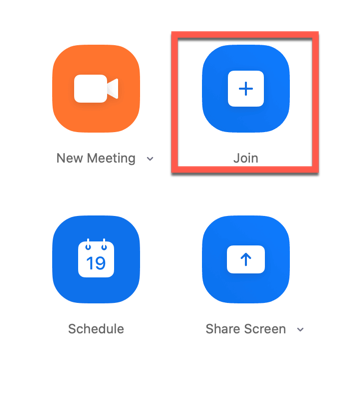 New Meeting
Join
19
Schedule
Share Screen